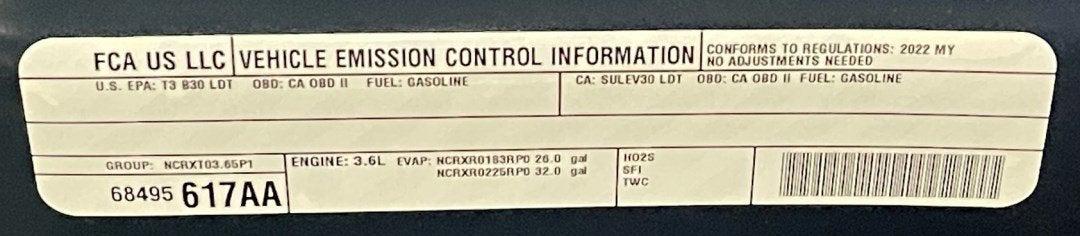 FCA US LLC VEHICLE EMISSION CONTROL INFORMATION
CONFORMS TO REGULATIONS: 2022 MY
NO ADJUSTMENTS NEEDED
U.S. EPA: T3 B30 LDT OBD: CA OBD II FUEL: GASOLINE
CA: SULEV30 LDT OBD: CA OBD II FUEL: GASOLINE
GROUP: NCRXT03.65P1
68495 617AA
ENGINE: 3.6L EVAP: NCRXR0183RP0 26.0 gal
NCRXR0225RP0 32.0 gal
HO2S
SFI
TWC